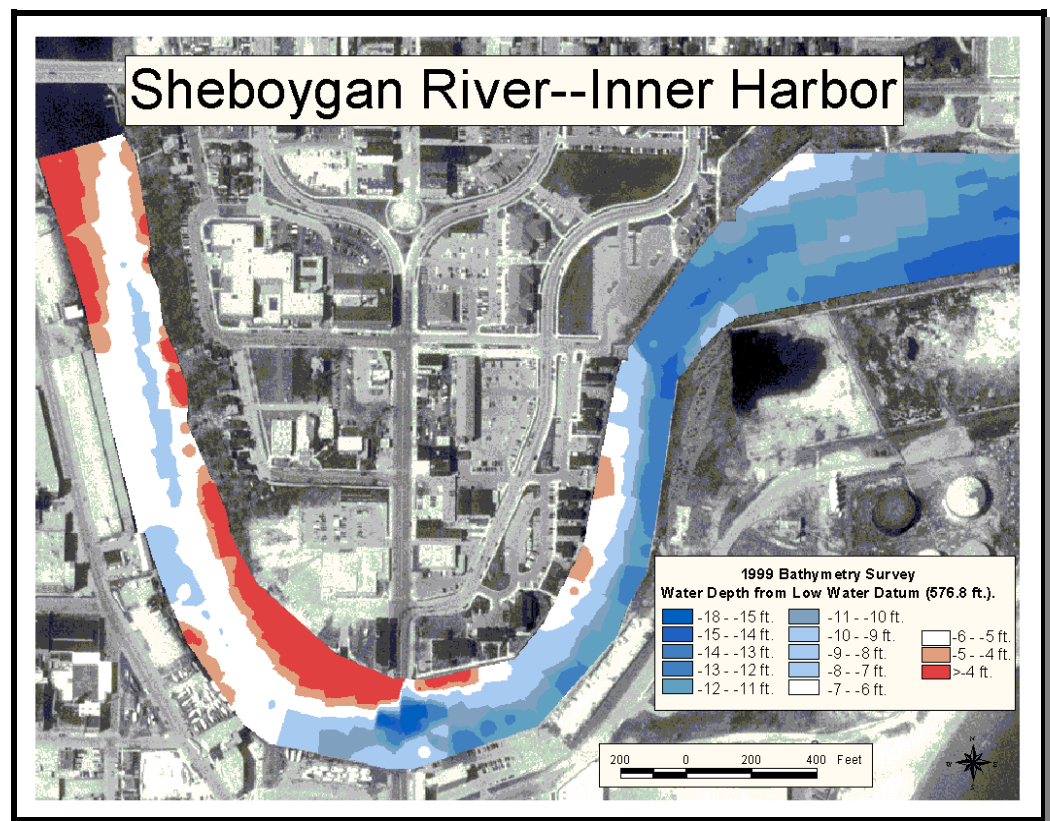 Sheboygan River--Inner Harbor
1999 Bathymetry Survey
Water Depth from Low Water Datum (576.8 ft.).
-18 - -15 ft.
-15 - -14 ft.
-14 - -13 ft.
-13 - -12 ft.
-12 - -11 ft.
-11 - -10 ft.
-10 - -9 ft.
-9 - -8 ft.
-8 - -7 ft.
-7 - -6 ft.
-6 - -5 ft.
-5 - -4 ft.
>-4 ft.
200 0 200 400 Feet
N
W E
S